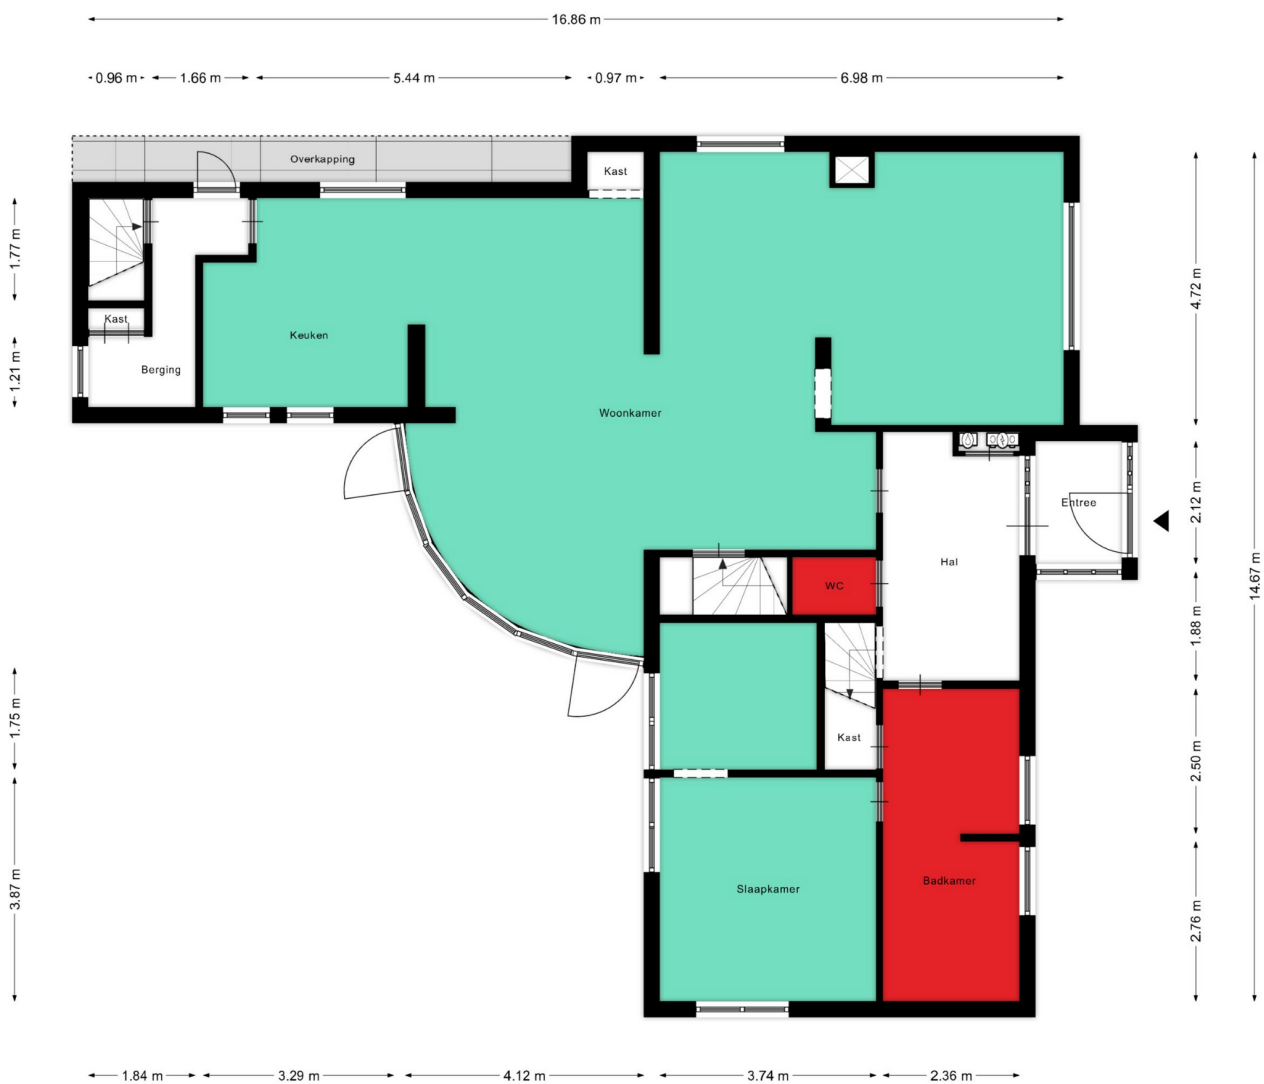 16.86 m
0.96 m
1.66 m
5.44 m
0.97 m
6.98 m
Overkapping
Kast
1.77 m
4.72 m
Kast
Keuken
1.21 m
Berging
Woonkamer
Entree
2.12 m
Hal
WC
14.67 m
1.88 m
1.75 m
Kast
2.50 m
3.87 m
Slaapkamer
Badkamer
2.76 m
1.84 m
3.29 m
4.12 m
3.74 m
2.36 m